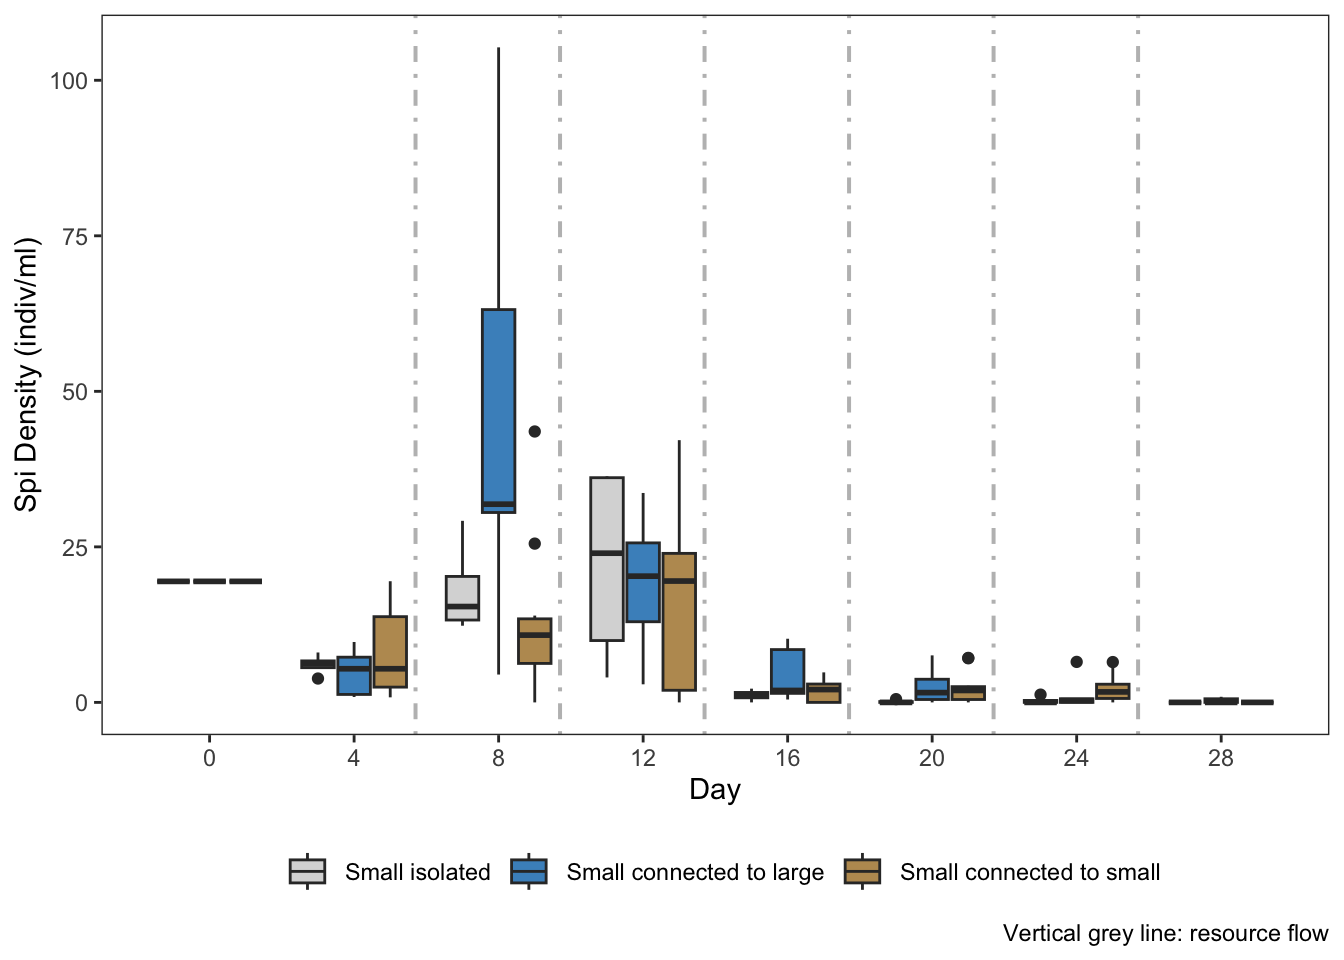 Spi Density (indiv/ml)
100
75
50
25
0
0 4 8 12 16 20 24 28
Day
Small isolated Small connected to large Small connected to small
Vertical grey line: resource flow